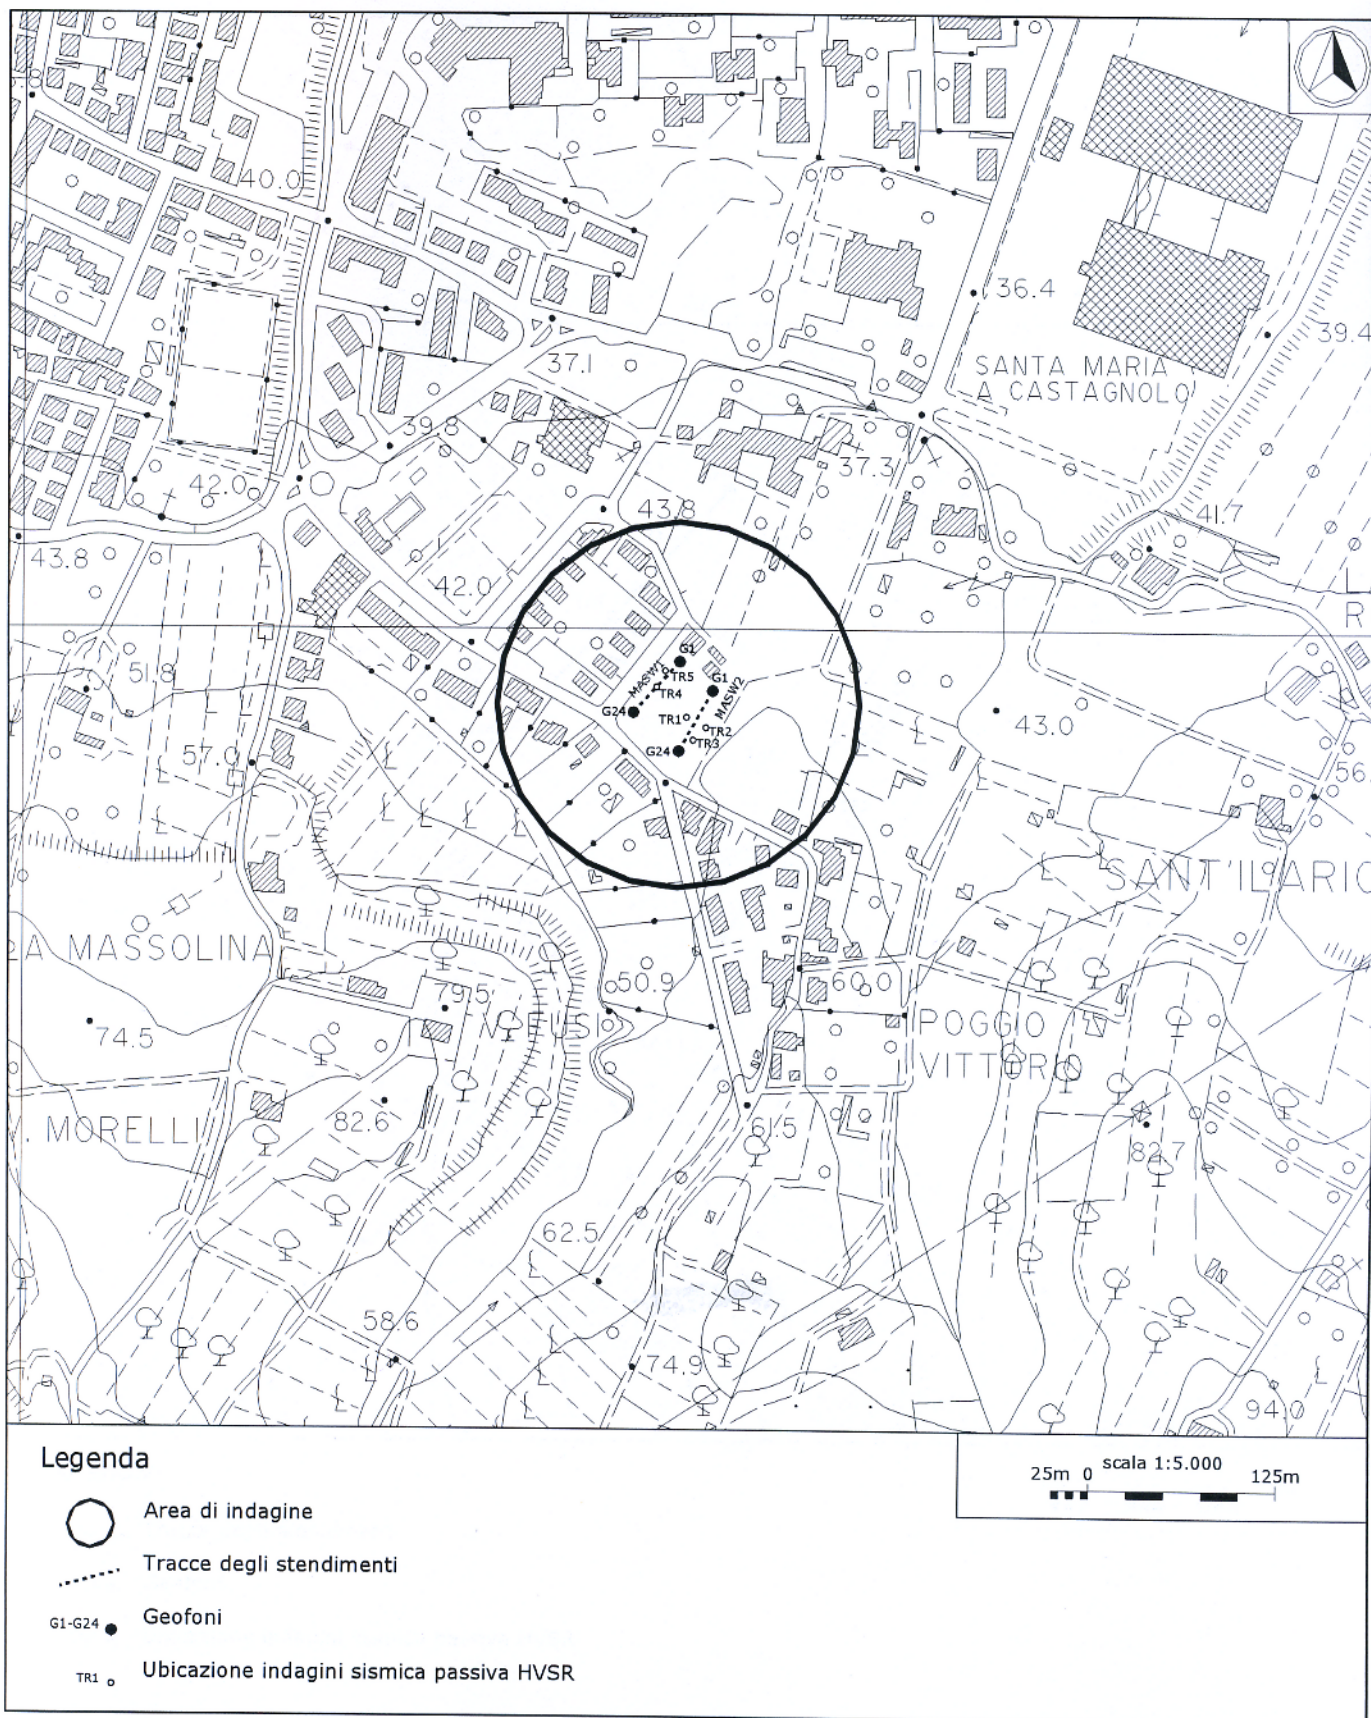 40.0
36.4
39.4
37.1
SANTA MARIA
A CASTAGNOLO
39.8
37.3
42.0
43.8
41.7
43.8
42.0
L
R
51.8
G1
MASW1
TR5
TR4
G1
MASW2
G24
TR1
TR2
TR3
G24
43.0
57.0
56.
SANT'ILARIO
A MASSOLINA
79.5
50.9
60.0
V. FUSI
74.5
POGGIO
VITTORIO
82.6
. MORELLI
61.5
82.7
62.5
58.6
74.9
94.0
Legenda
Area di indagine
Tracce degli stendimenti
G1-G24
Geofoni
TR1
Ubicazione indagini sismica passiva HVSR
scala 1:5.000
25m 0 125m